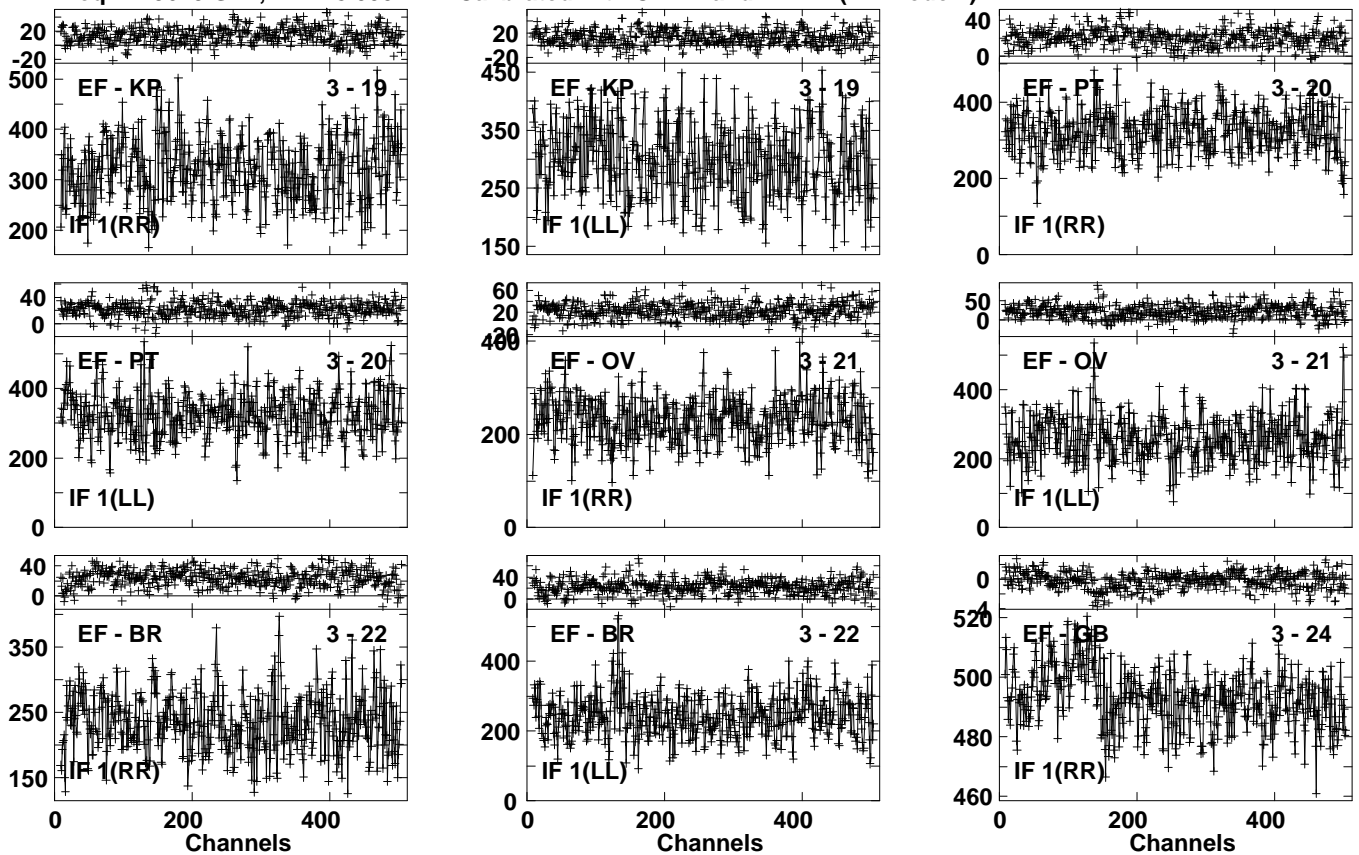 20 20 40
-20 -20 0
500 EF - KP 3 - 19 450 EF - KP 3 - 19 EF - PT 3 - 20
400 350 400
300 250 200
200 IF 1(RR) 150 IF 1(LL) 0 IF 1(RR)
40 60 50
0 20 0
EF - PT 3 - 20 400 EF - OV 3 - 21 EF - OV 3 - 21
400 200 400
200 200
0 IF 1(LL) 0 IF 1(RR) 0 IF 1(LL)
40 40 0
0 0 4
350 EF - BR 3 - 22 EF - BR 3 - 22 520 EF - GB 3 - 24
250 400 500
150 IF 1(RR) 200 IF 1(LL) 480 IF 1(RR)
0 460
0 200 400 0 200 400 0 200 400
Channels Channels Channels